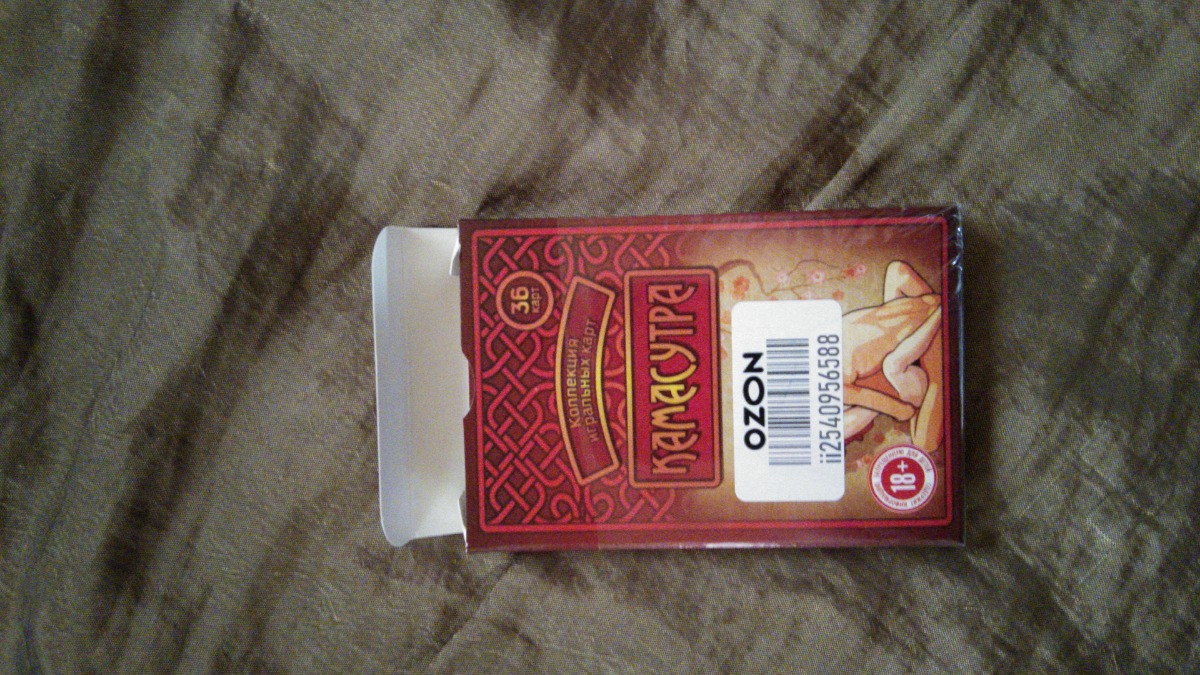 36
карт
Коллекция
игральных карт
КАМАСУТРА
OZON
ii2540956588
18+